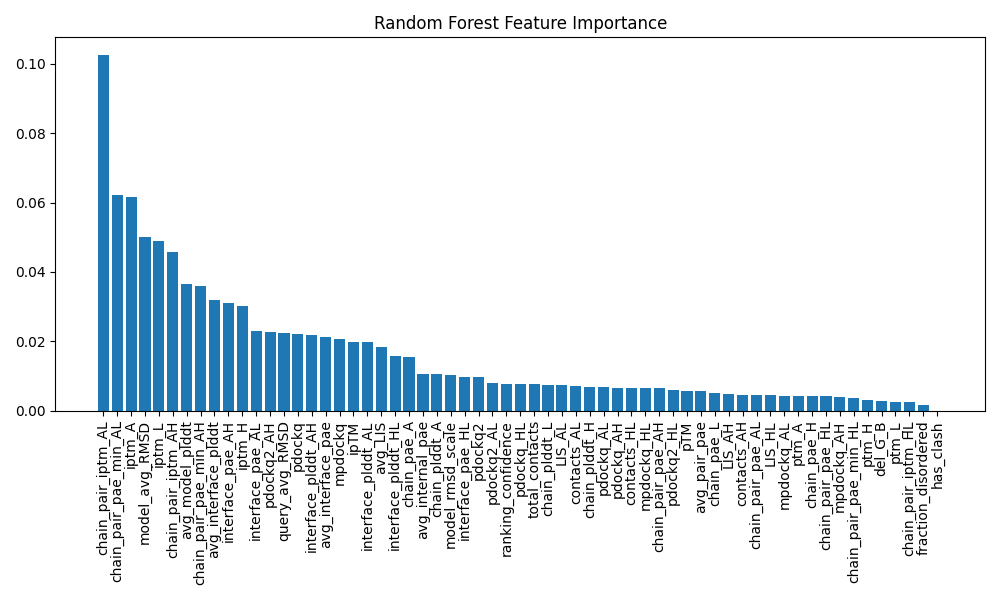 Random Forest Feature Importance
0.10
0.08
0.06
0.04
0.02
0.00
chain_pair_iptm_AL
chain_pair_pae_min_AL
iptm_A
model_avg_RMSD
iptm_L
chain_pair_iptm_AH
avg_model_plddt
chain_pair_pae_min_AH
avg_interface_plddt
interface_pae_AH
iptm_H
interface_pae_AL
pdockq2_AH
query_avg_RMSD
pdockq
interface_plddt_AH
avg_interface_pae
mpdockq
ipTM
interface_plddt_AL
avg_LIS
interface_plddt_HL
chain_pae_A
avg_internal_pae
chain_plddt_A
model_rmsd_scale
interface_pae_HL
pdockq2
pdockq2_AL
ranking_confidence
pdockq_HL
total_contacts
chain_plddt_L
LIS_AL
contacts_AL
chain_plddt_H
pdockq_AL
pdockq_AH
contacts_HL
mpdockq_HL
chain_pair_pae_AH
pdockq2_HL
pTM
avg_pair_pae
chain_pae_L
LIS_AH
contacts_AH
chain_pair_pae_AL
LIS_HL
mpdockq_AL
ptm_A
chain_pae_H
chain_pair_pae_HL
mpdockq_AH
chain_pair_pae_min_HL
ptm_H
del_G_B
ptm_L
chain_pair_iptm_HL
fraction_disordered
has_clash